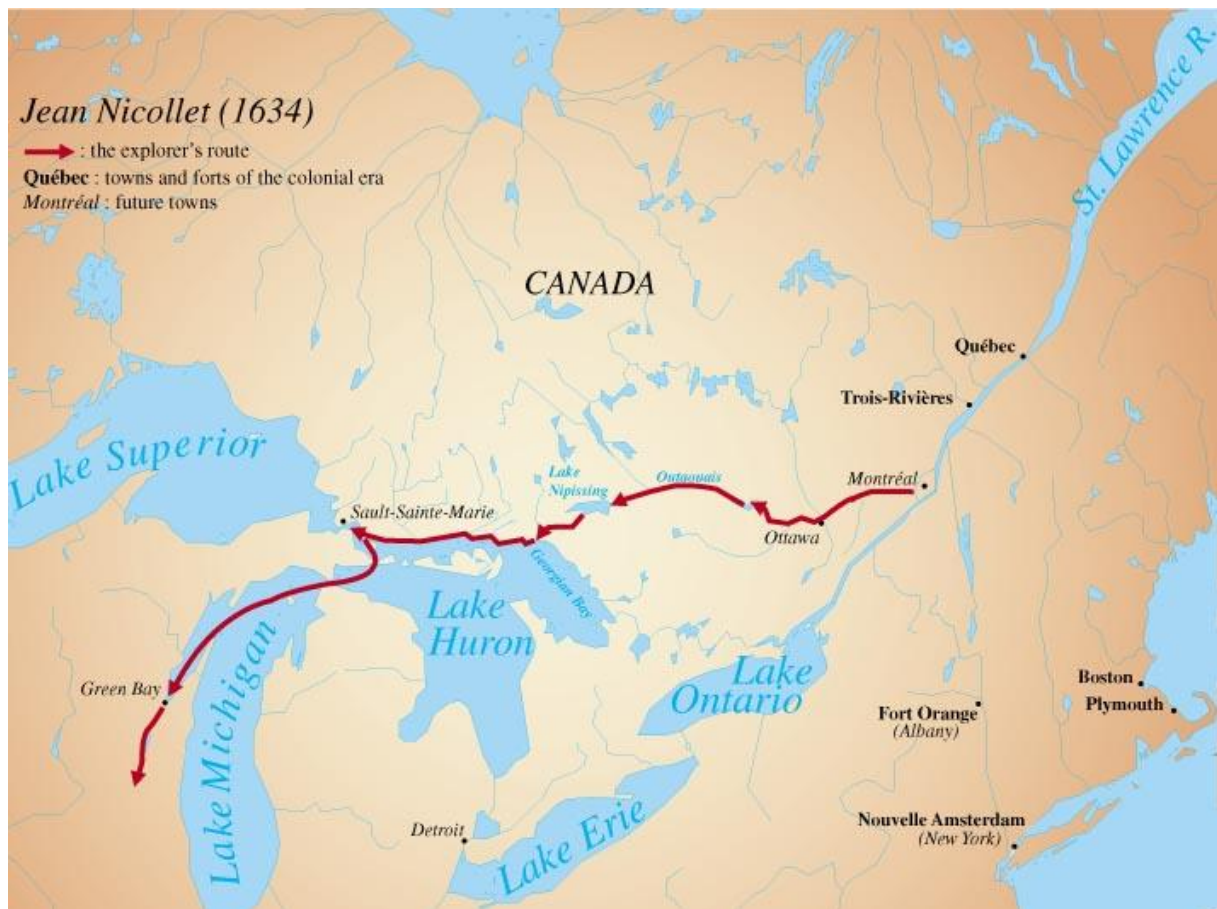 Jean Nicollet (1634)
: the explorer's route
Québec : towns and forts of the colonial era
Montréal : future towns
St. Lawrence R.
CANADA
Québec
Trois-Rivières
Lake Superior
Lake
Nipissing
Outaouais
Montréal
Sault-Sainte-Marie
Ottawa
Georgian Bay
Lake
Huron
Lake
Ontario
Green Bay
Lake Michigan
Boston
Plymouth
Fort Orange
(Albany)
Detroit
Lake Erie
Nouvelle Amsterdam
(New York)